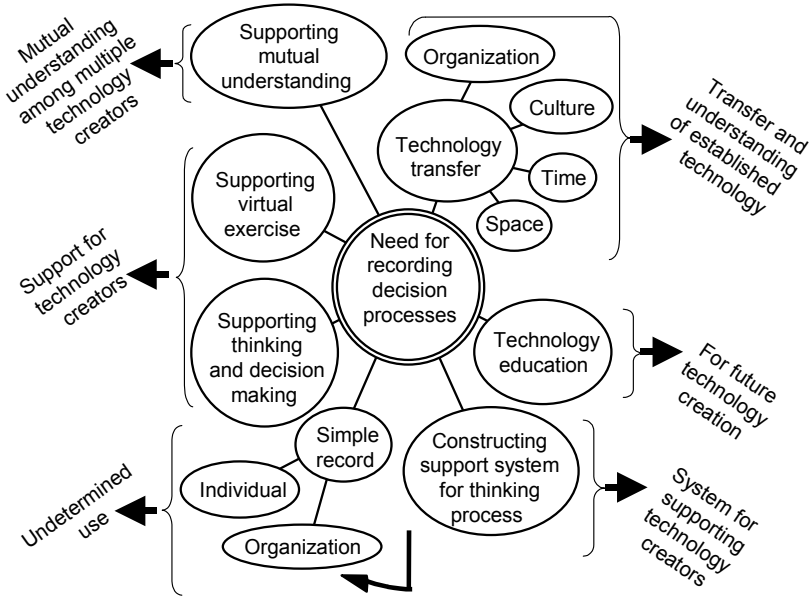 Mutual
understanding
among multiple
technology
creators
Supporting
mutual
understanding
Organization
Culture
Technology
transfer
Time
Space
Transfer and
understanding
of established
technology
Supporting
virtual
exercise
Need for
recording
decision
processes
Support for
technology
creators
Supporting
thinking
and decision
making
Technology
education
For future
technology
creation
Simple
record
Individual
Organization
Undetermined
use
Constructing
support system
for thinking
process
System for
supporting
technology
creators